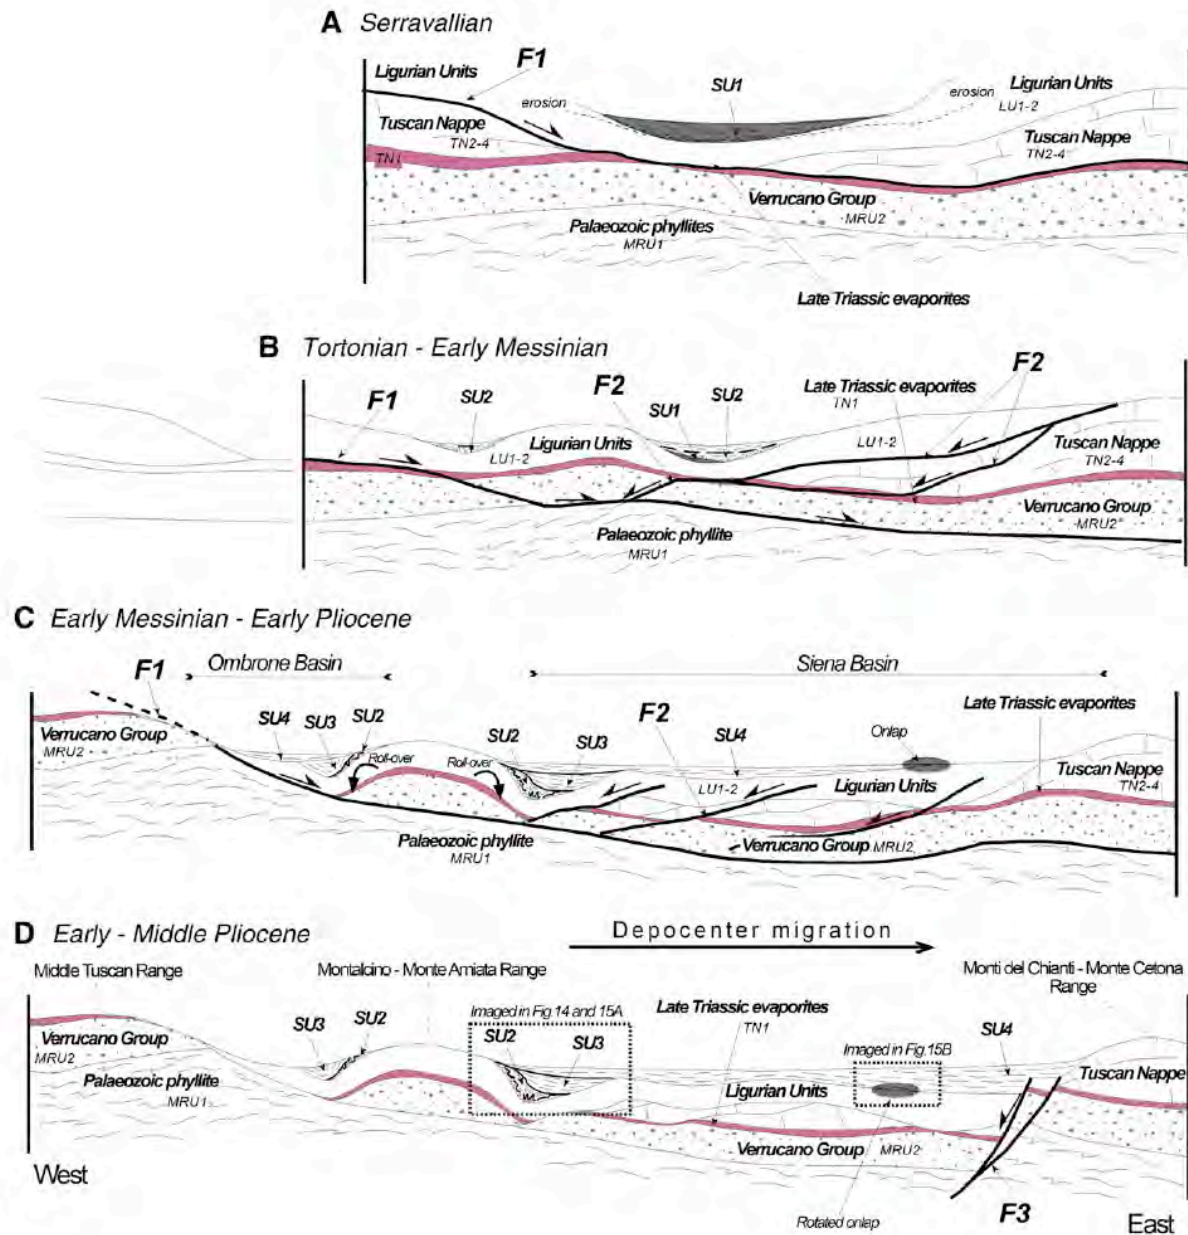 A Serravallian
Ligurian Units
F1
SU1
erosion
erosion
Ligurian Units
LU1-2
Tuscan Nappe
TN2-4
TN1
Tuscan Nappe
TN2-4
Verrucano Group
MRU2
Palaeozoic phyllites
MRU1
Late Triassic evaporites
B Tortonian - Early Messinian
F1
SU2
F2
SU1
SU2
Late Triassic evaporites
TN1
F2
Ligurian Units
LU1-2
LU1-2
Tuscan Nappe
TN2-4
Verrucano Group
MRU2
Palaeozoic phyllite
MRU1
C Early Messinian - Early Pliocene
F1
Ombrone Basin
Siena Basin
Verrucano Group
MRU2
SU4
SU3
SU2
Roll-over
Roll-over
SU2
SU3
F2
SU4
Onlap
Late Triassic evaporites
LU1-2
Ligurian Units
Tuscan Nappe
TN2-4
Palaeozoic phyllite
MRU1
Verrucano Group MRU2
D Early - Middle Pliocene
Depocenter migration
Middle Tuscan Range
Montalcino - Monte Amiata Range
Monti del Chianti - Monte Cetona
Range
Imaged in Fig.14 and 15A
Late Triassic evaporites
TN1
Verrucano Group
MRU2
SU3
SU2
SU2
SU3
Imaged in Fig.15B
SU4
Palaeozoic phyllite
MRU1
Ligurian Units
Tuscan Nappe
Verrucano Group MRU2
West
Rotated onlap
F3
East